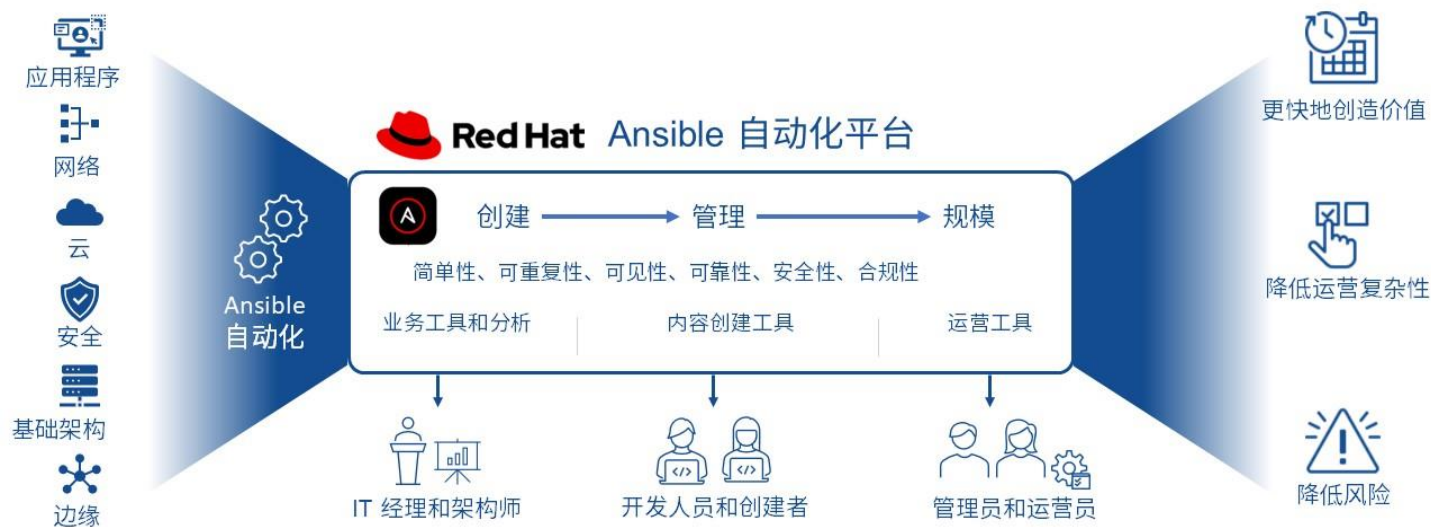 应用程序
网络
云
安全
基础架构
边缘
Ansible
自动化
Red Hat Ansible 自动化平台
创建 管理 规模
简单性、可重复性、可见性、可靠性、安全性、合规性
业务工具和分析 内容创建工具 运营工具
IT 经理和架构师 开发人员和创建者 管理员和运营员
更快地创造价值
降低运营复杂性
降低风险